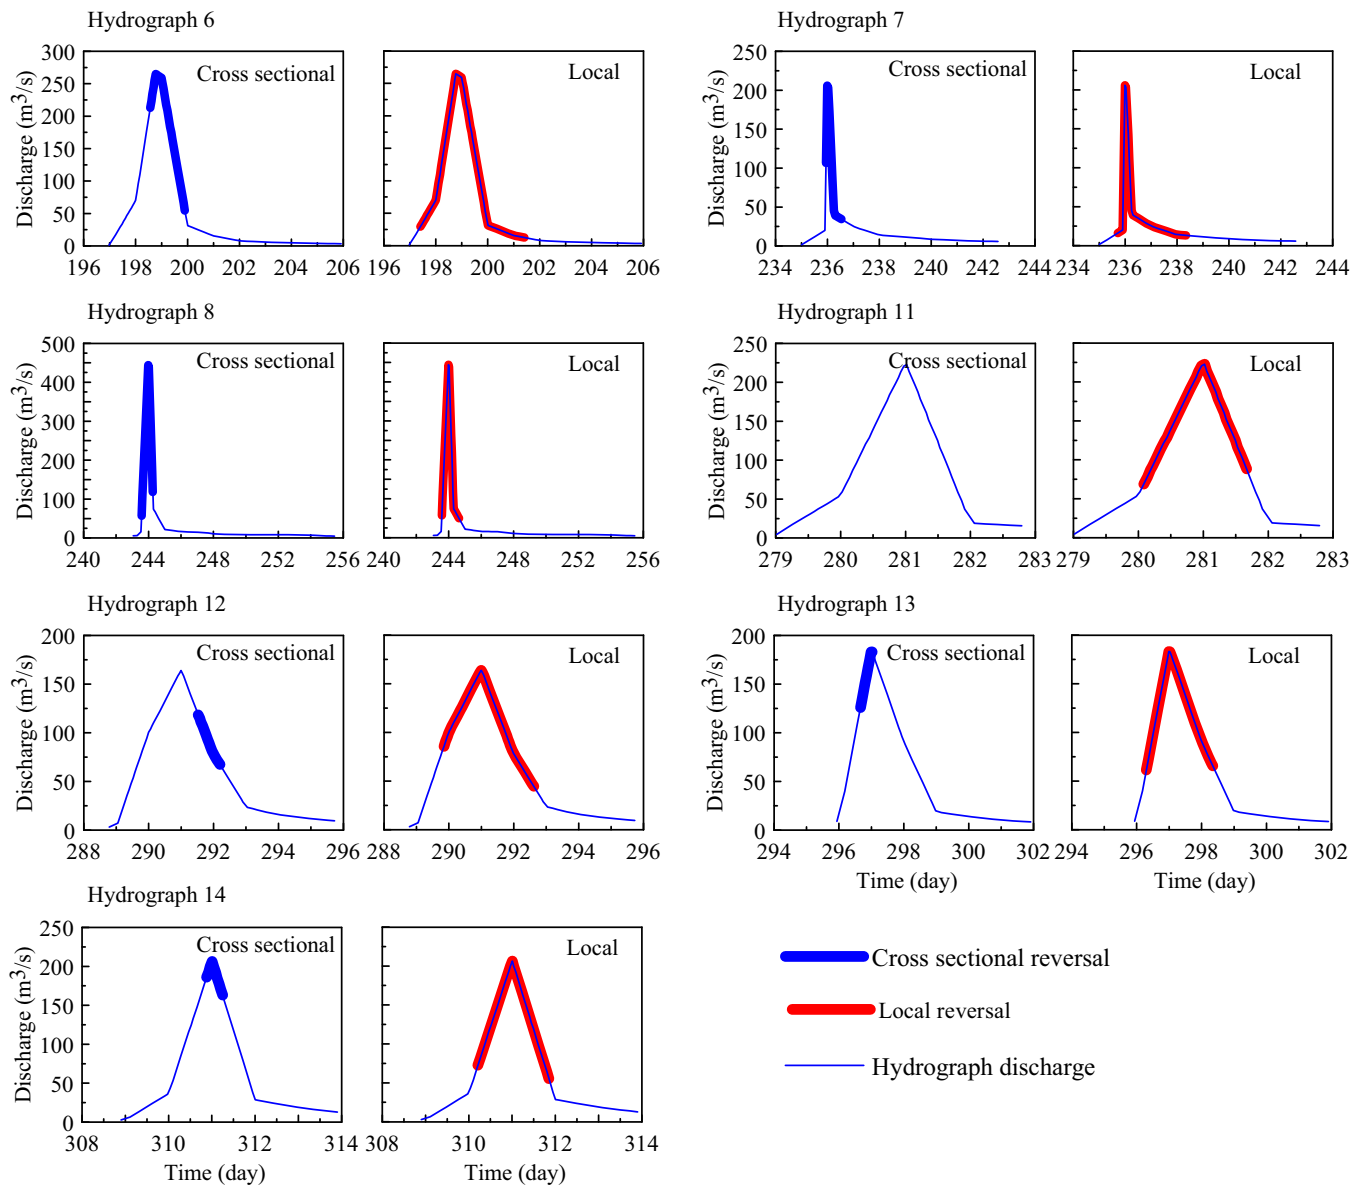 Hydrograph 6
Discharge (m³/s)
300
250
200
150
100
50
0
Cross sectional
196 198 200 202 204 206
Local
196 198 200 202 204 206
Hydrograph 7
Discharge (m³/s)
250
200
150
100
50
0
Cross sectional
234 236 238 240 242 244
Local
234 236 238 240 242 244
Hydrograph 8
Discharge (m³/s)
500
400
300
200
100
0
Cross sectional
240 244 248 252 256
Local
240 244 248 252 256
Hydrograph 11
Discharge (m³/s)
250
200
150
100
50
0
Cross sectional
279 280 281 282 283
Local
279 280 281 282 283
Hydrograph 12
Discharge (m³/s)
200
150
100
50
0
Cross sectional
288 290 292 294 296
Local
288 290 292 294 296
Hydrograph 13
Discharge (m³/s)
200
150
100
50
0
Cross sectional
294 296 298 300 302
Time (day)
Local
294 296 298 300 302
Time (day)
Hydrograph 14
Discharge (m³/s)
250
200
150
100
50
0
Cross sectional
308 310 312 314
Time (day)
Local
308 310 312 314
Time (day)
Cross sectional reversal
Local reversal
Hydrograph discharge